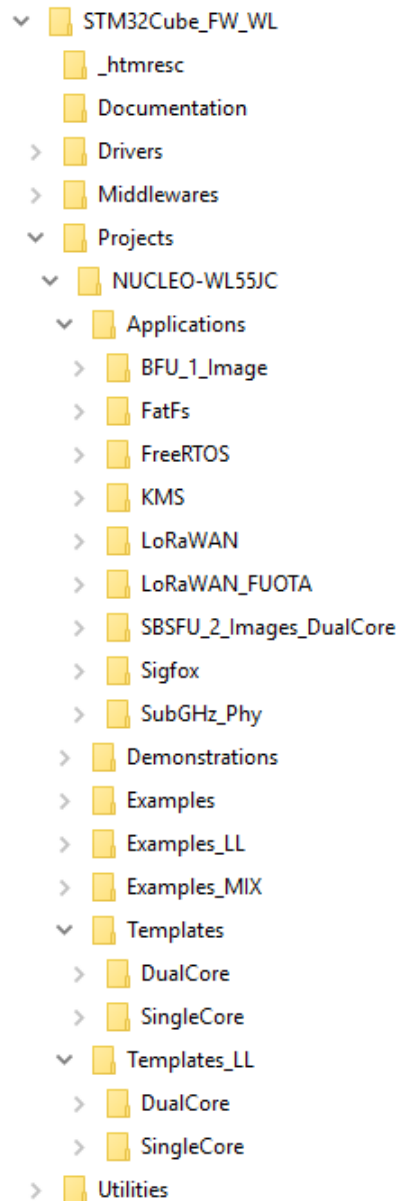 STM32Cube_FW_WL
_htmresc
Documentation
Drivers
Middlewares
Projects
NUCLEO-WL55JC
Applications
BFU_1_Image
FatFs
FreeRTOS
KMS
LoRaWAN
LoRaWAN_FUOTA
SBSFU_2_Images_DualCore
Sigfox
SubGHz_Phy
Demonstrations
Examples
Examples_LL
Examples_MIX
Templates
DualCore
SingleCore
Templates_LL
DualCore
SingleCore
Utilities